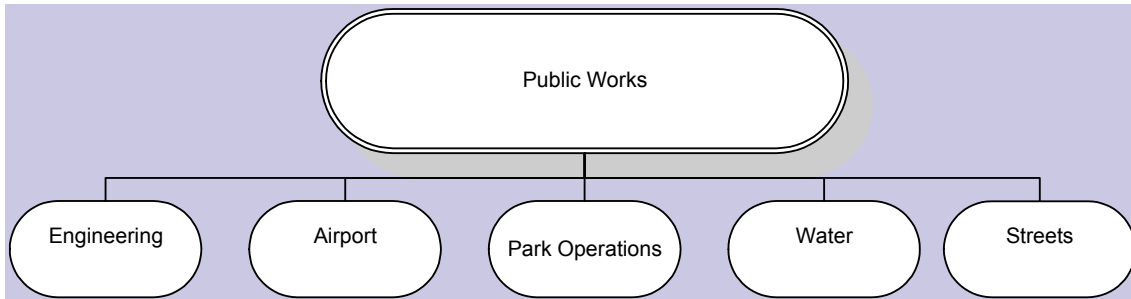 Public Works
Engineering
Airport
Park Operations
Water
Streets